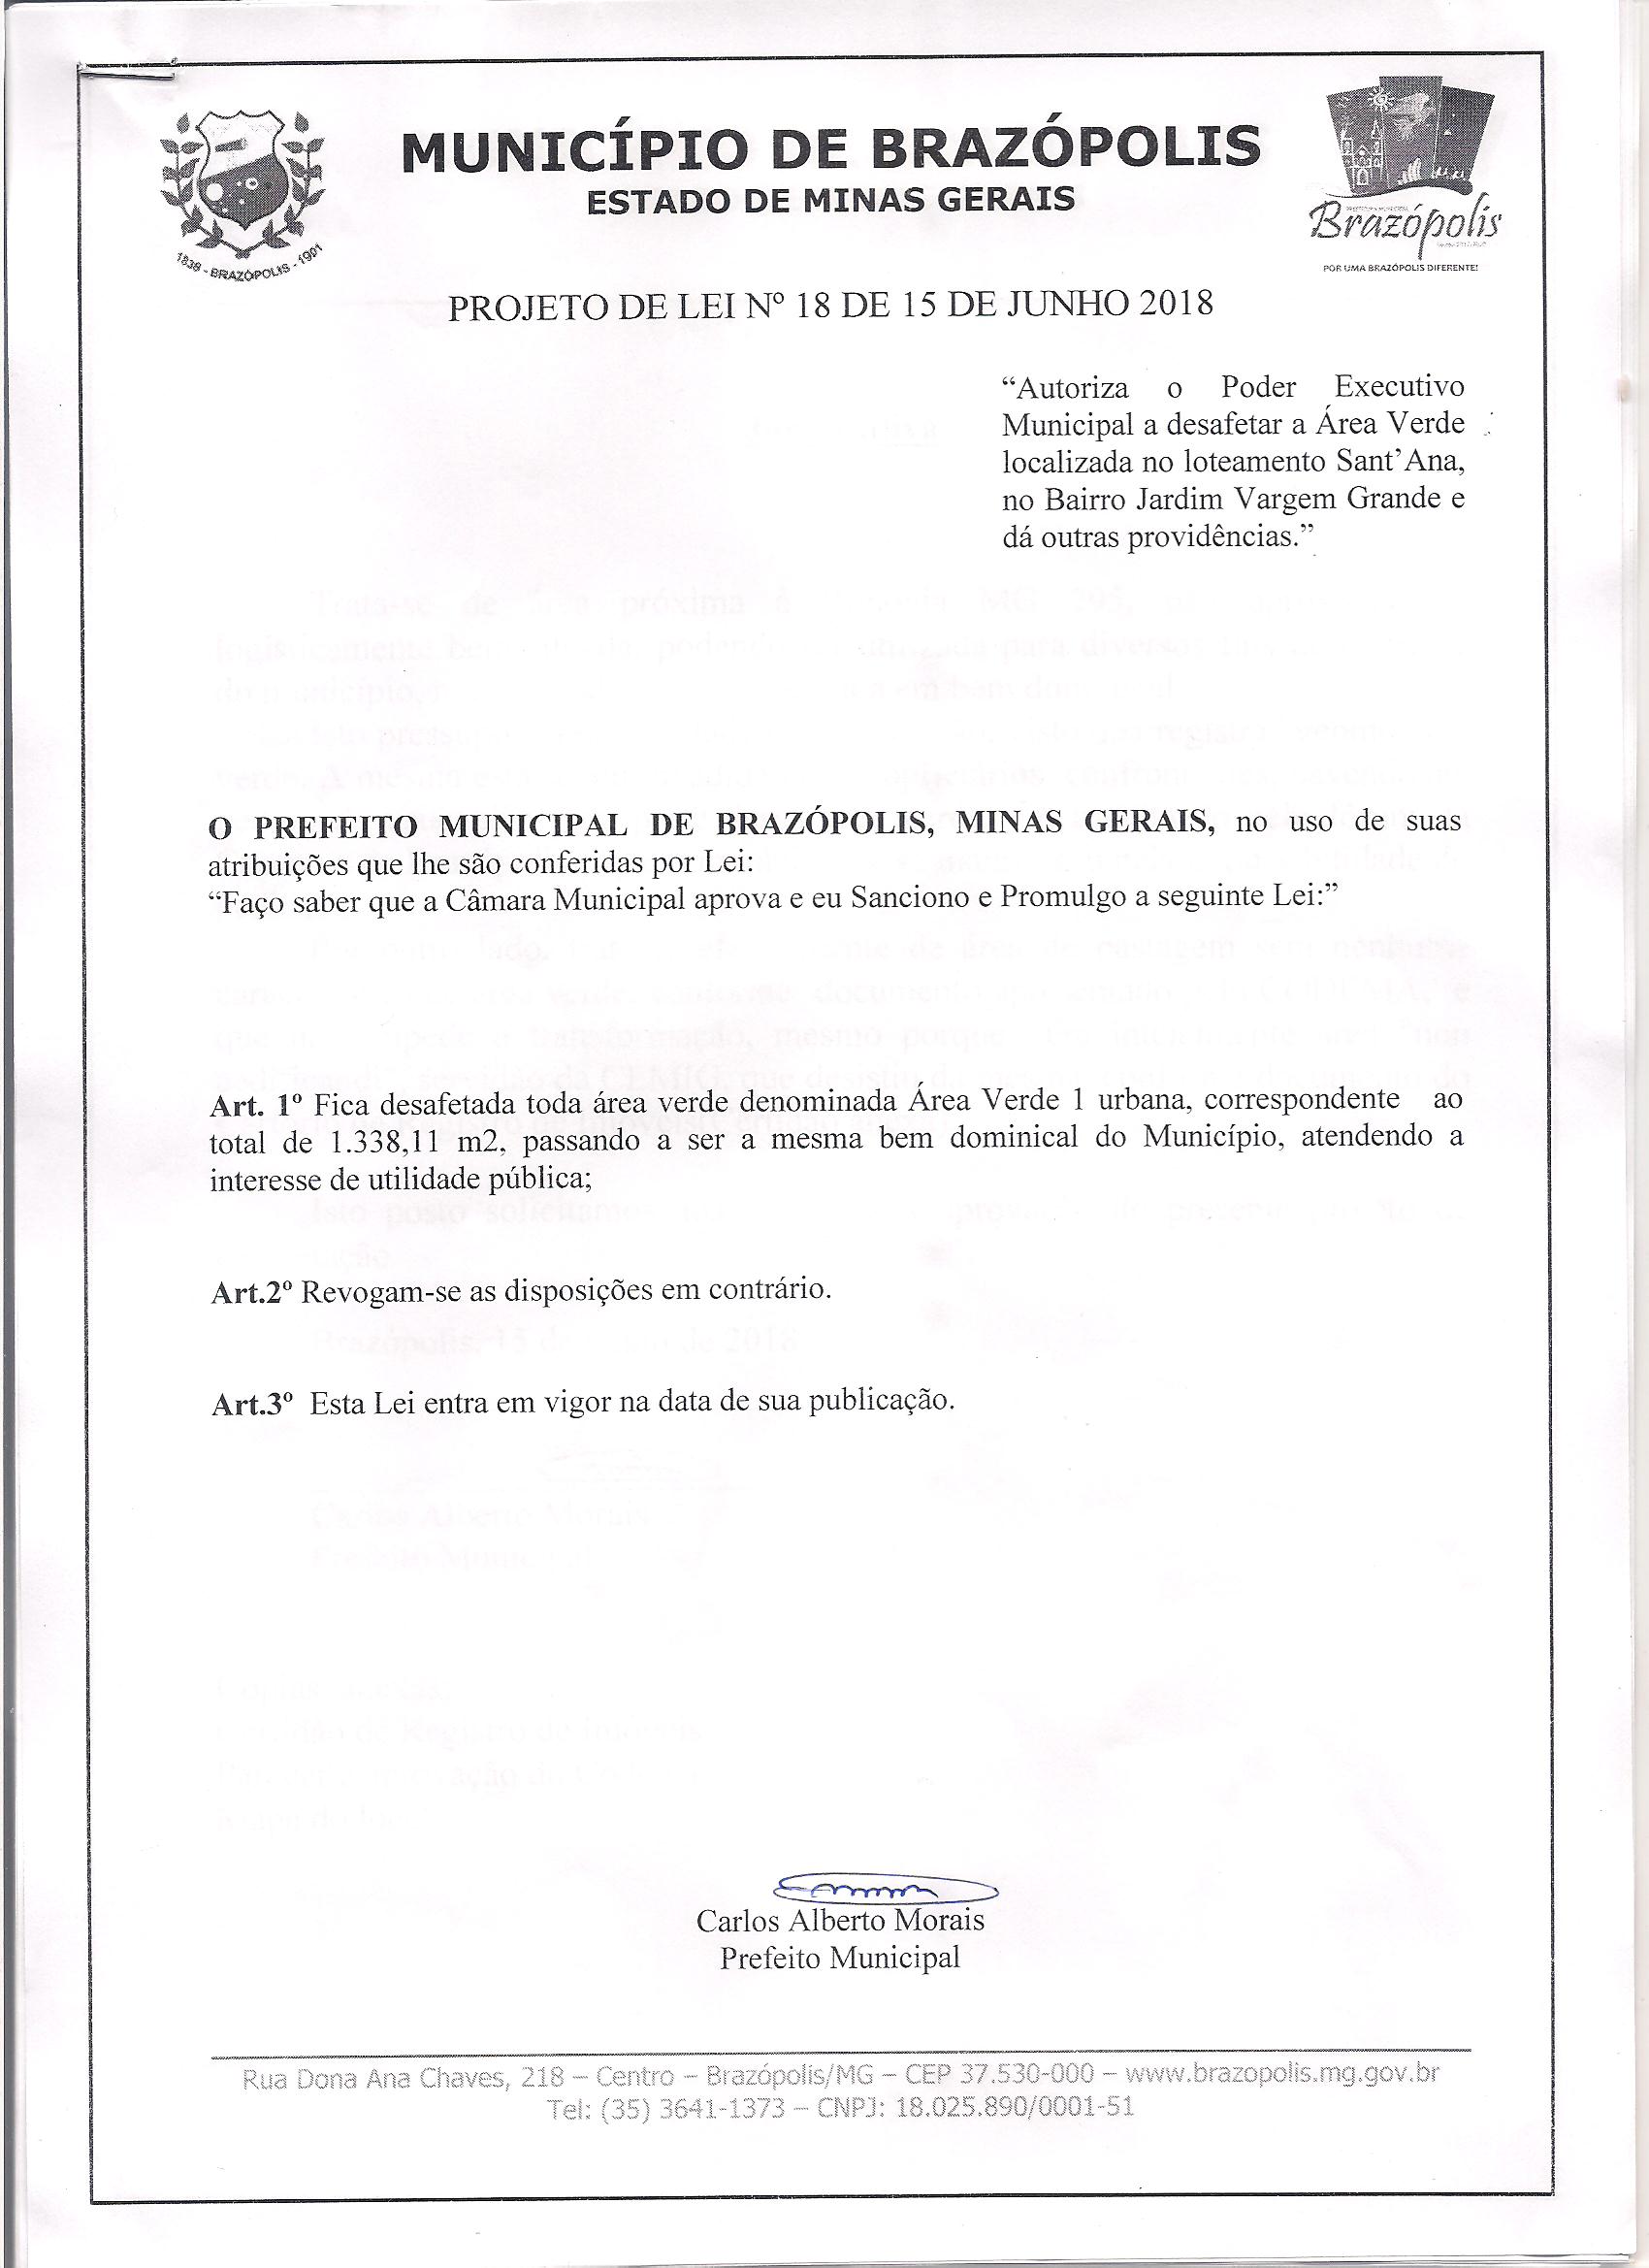 MUNICÍPIO DE BRAZÓPOLIS
ESTADO DE MINAS GERAIS
1838 - BRAZÓPOLIS - 1901
Brazópolis
POR UMA BRAZÓPOLIS DIFERENTE!
PROJETO DE LEI Nº 18 DE 15 DE JUNHO 2018
“Autoriza o Poder Executivo
Municipal a desafetar a Área Verde
localizada no loteamento Sant’Ana,
no Bairro Jardim Vargem Grande e
dá outras providências.”
O PREFEITO MUNICIPAL DE BRAZÓPOLIS, MINAS GERAIS, no uso de suas
atribuições que lhe são conferidas por Lei:
“Faço saber que a Câmara Municipal aprova e eu Sanciono e Promulgo a seguinte Lei:”
Art. 1º Fica desafetada toda área verde denominada Área Verde 1 urbana, correspondente ao
total de 1.338,11 m2, passando a ser a mesma bem dominical do Município, atendendo a
interesse de utilidade pública;
Art.2º Revogam-se as disposições em contrário.
Art.3º Esta Lei entra em vigor na data de sua publicação.
Carlos Alberto Morais
Prefeito Municipal
Rua Dona Ana Chaves, 218 – Centro – Brazópolis/MG – CEP 37.530-000 – www.brazopolis.mg.gov.br
Tel: (35) 3641-1373 – CNPJ: 18.025.890/0001-51